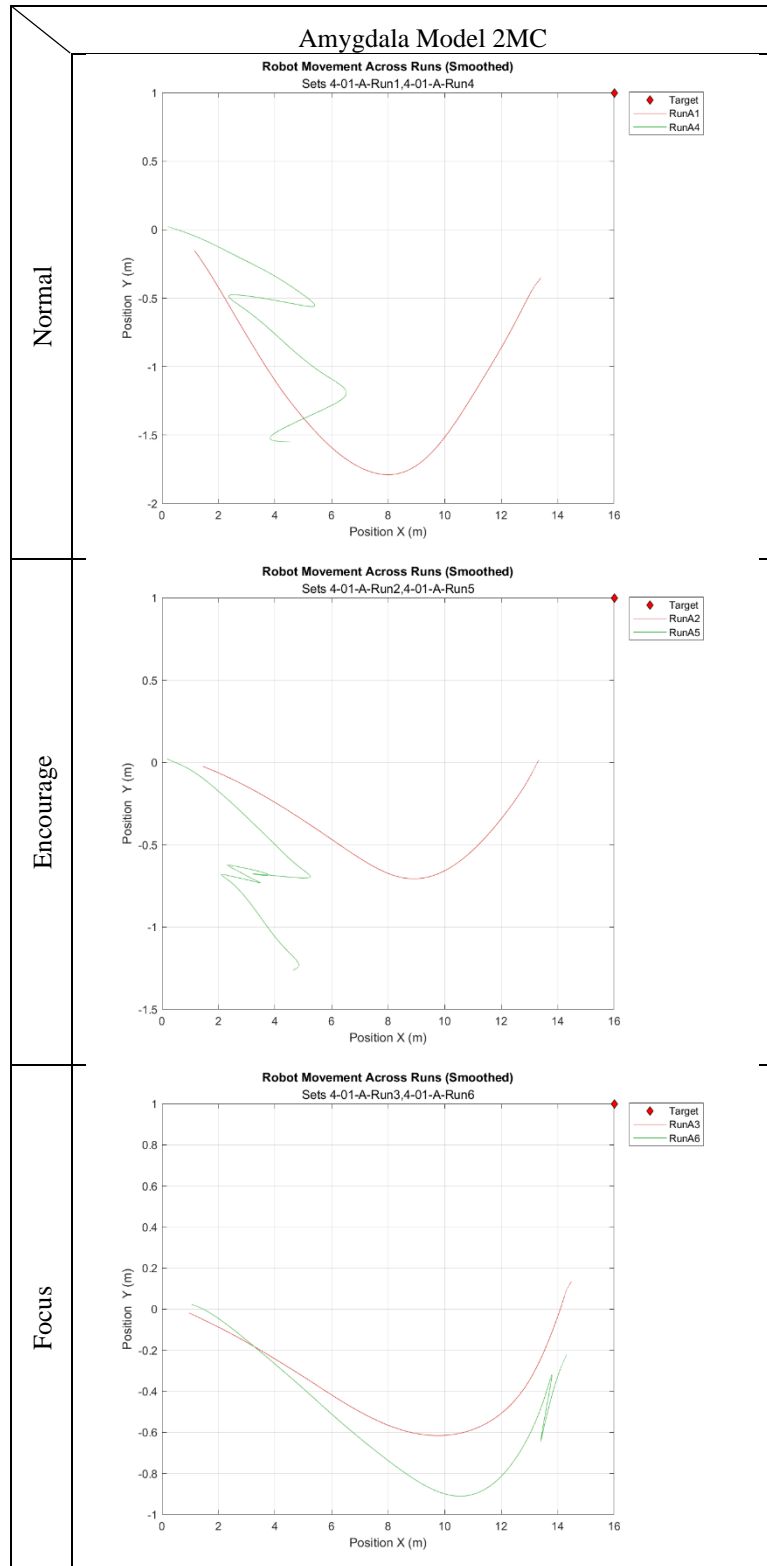 Amygdala Model 2MC
Normal
Robot Movement Across Runs (Smoothed)
Sets 4-01-A-Run1,4-01-A-Run4
Target
RunA1
RunA4
1
0.5
0
-0.5
-1
-1.5
-2
Position Y (m)
0 2 4 6 8 10 12 14 16
Position X (m)
Encourage
Robot Movement Across Runs (Smoothed)
Sets 4-01-A-Run2,4-01-A-Run5
Target
RunA2
RunA5
1
0.5
0
-0.5
-1
-1.5
Position Y (m)
0 2 4 6 8 10 12 14 16
Position X (m)
Focus
Robot Movement Across Runs (Smoothed)
Sets 4-01-A-Run3,4-01-A-Run6
Target
RunA3
RunA6
1
0.8
0.6
0.4
0.2
0
-0.2
-0.4
-0.6
-0.8
-1
Position Y (m)
0 2 4 6 8 10 12 14 16
Position X (m)